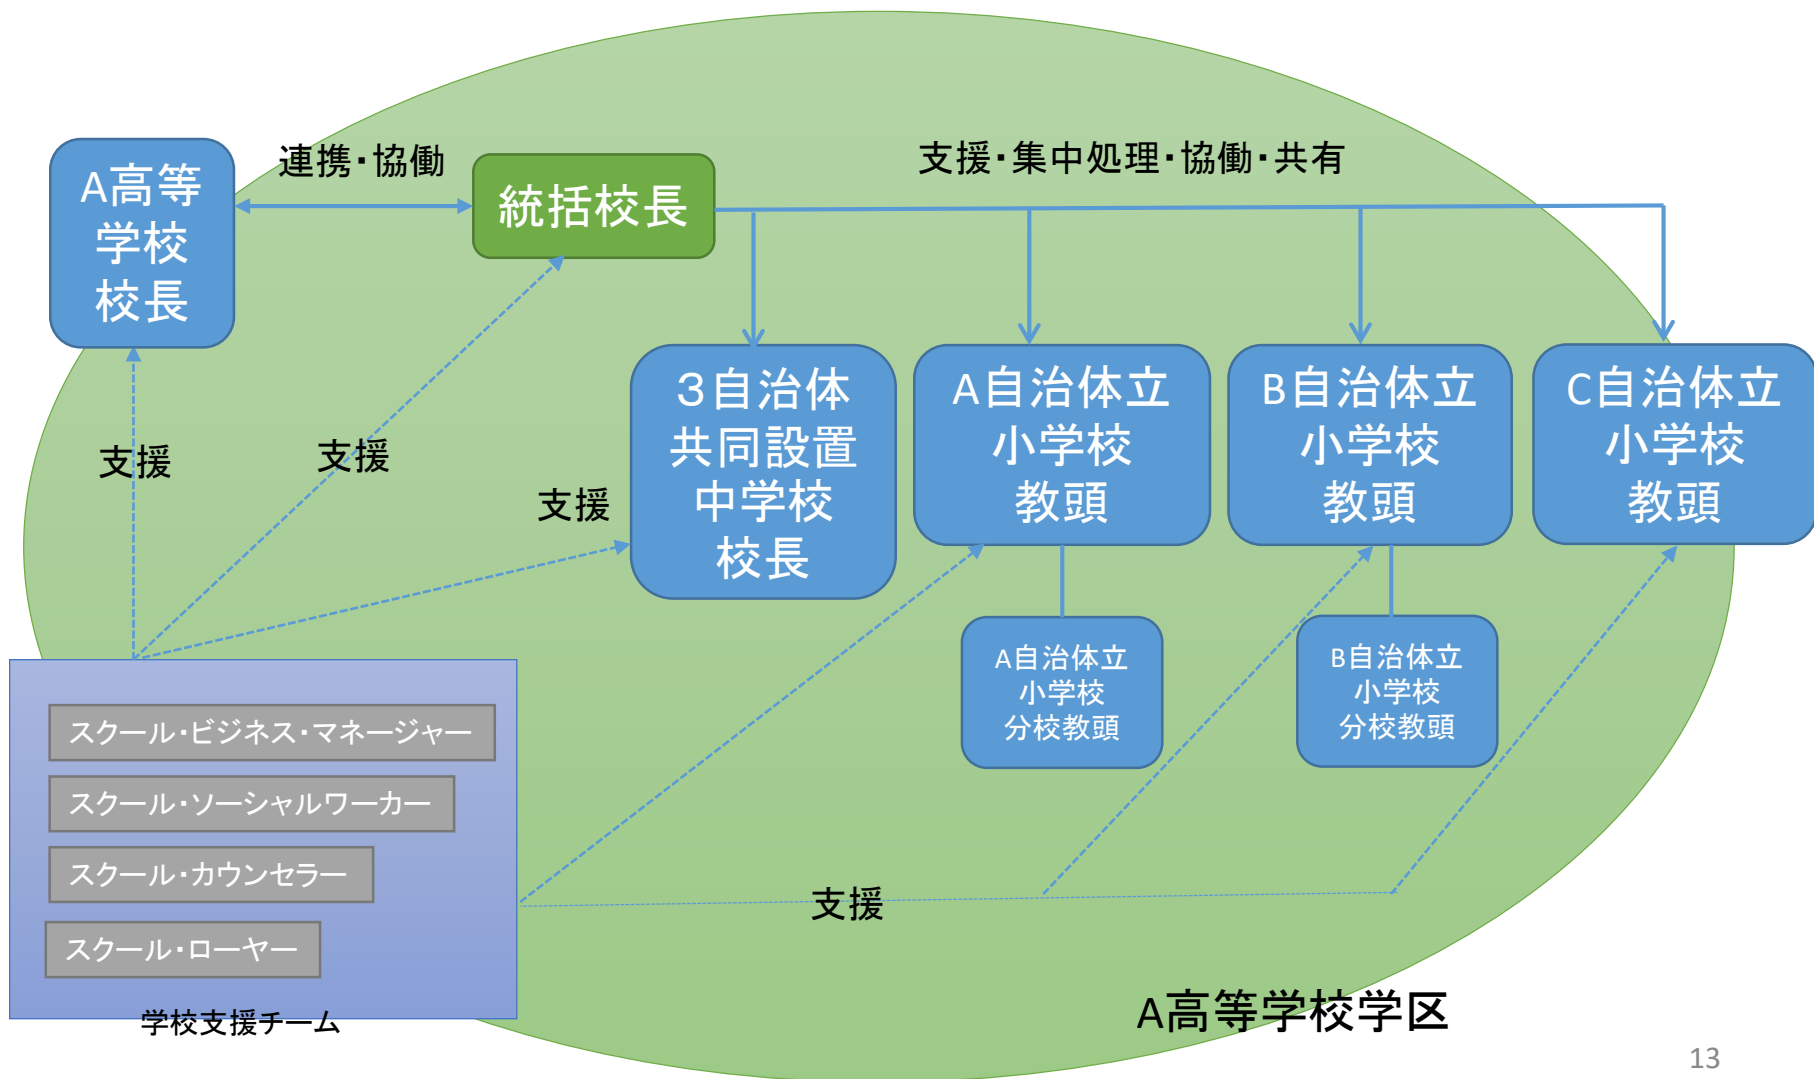 連携・協働
支援・集中処理・協働・共有
A高等
学校
校長
統括校長
３自治体
共同設置
中学校
校長
A自治体立
小学校
教頭
B自治体立
小学校
教頭
C自治体立
小学校
教頭
支援
支援
支援
A自治体立
小学校
分校教頭
B自治体立
小学校
分校教頭
スクール・ビジネス・マネージャー
スクール・ソーシャルワーカー
スクール・カウンセラー
スクール・ローヤー
学校支援チーム
支援
A高等学校学区
13